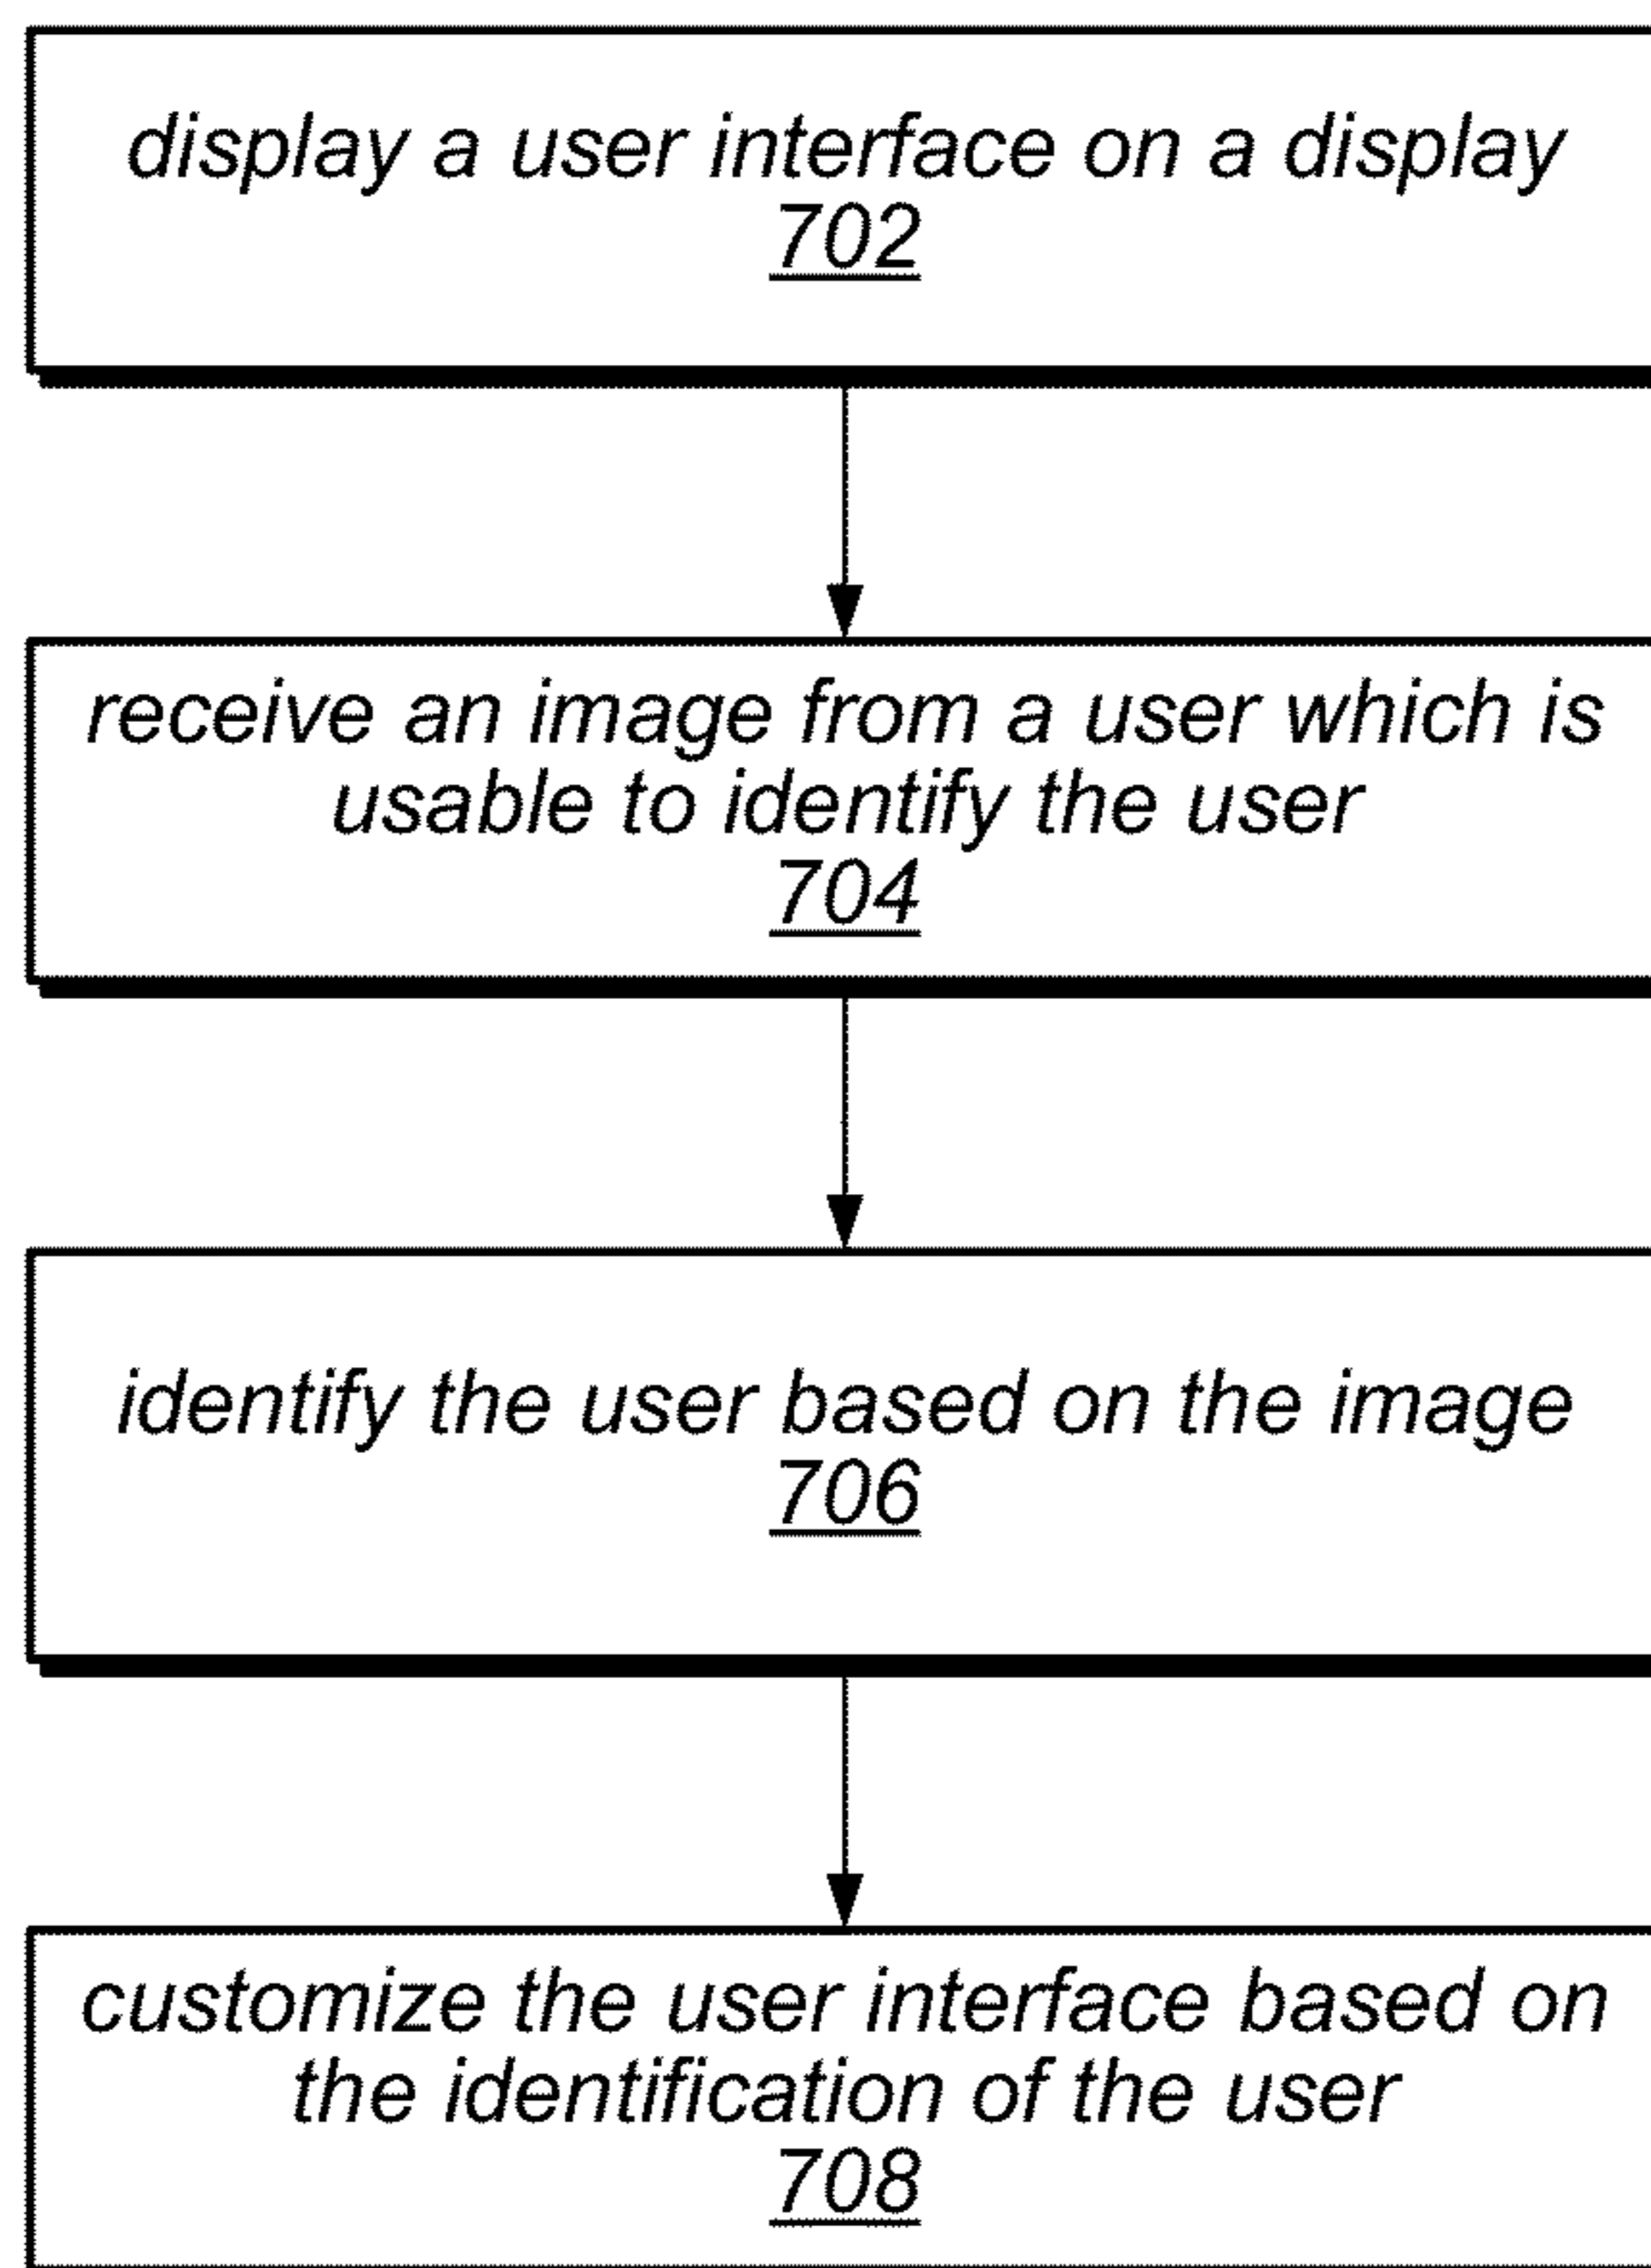 display a user interface on a display
702
receive an image from a user which is
usable to identify the user
704
identify the user based on the image
706
customize the user interface based on
the identification of the user
708